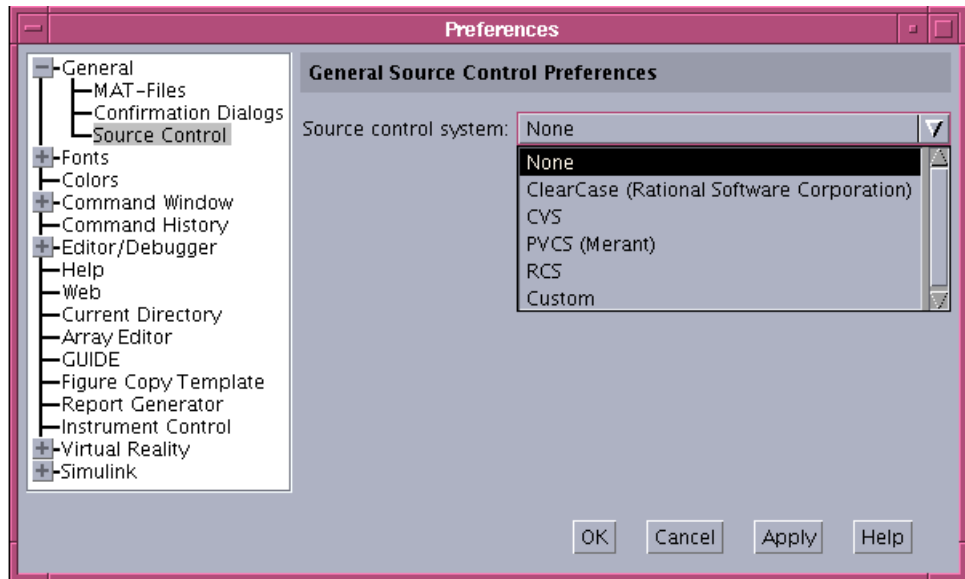 Preferences
General
MAT-Files
Confirmation Dialogs
Source Control
Fonts
Colors
Command Window
Command History
Editor/Debugger
Help
Web
Current Directory
Array Editor
GUIDE
Figure Copy Template
Report Generator
Instrument Control
Virtual Reality
Simulink
General Source Control Preferences
Source control system: None
None
ClearCase (Rational Software Corporation)
CVS
PVCS (Merant)
RCS
Custom
OK Cancel Apply Help